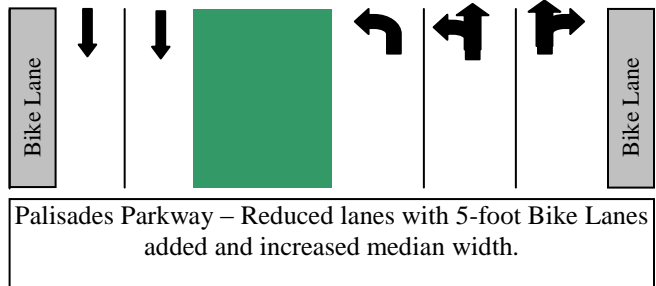 Bike Lane
Bike Lane
Palisades Parkway – Reduced lanes with 5-foot Bike Lanes
added and increased median width.